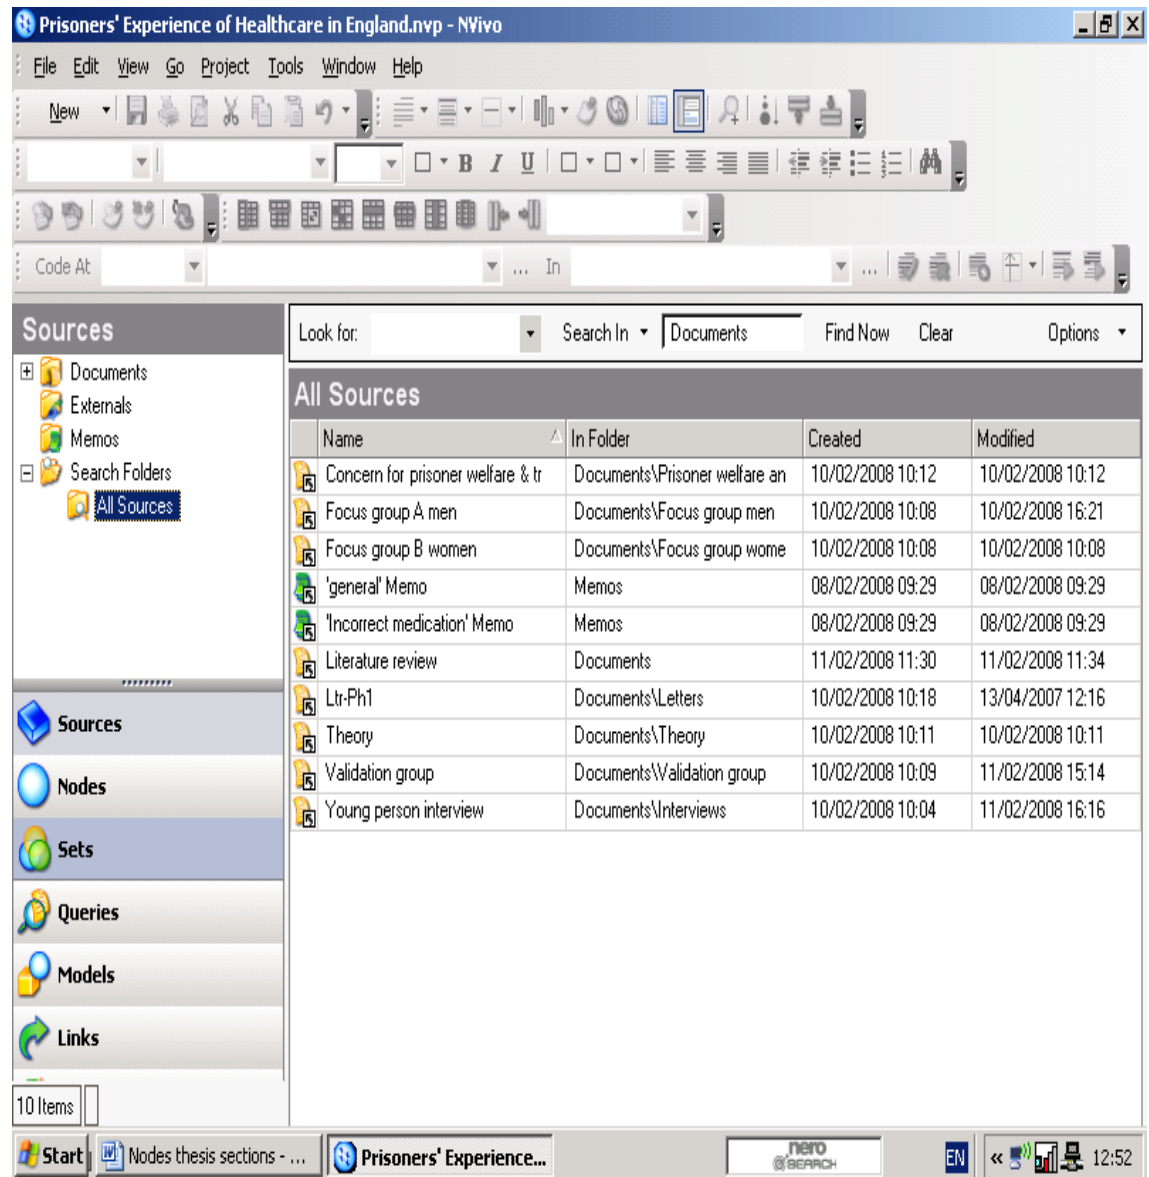 Prisoners' Experience of Healthcare in England.nvp - NVivo
File Edit View Go Project Tools Window Help
New
B I U
Code At ... In ...
Sources
Documents
Externals
Memos
Search Folders
All Sources
Look for: Search In Documents Find Now Clear Options
All Sources
Name In Folder Created Modified
Concern for prisoner welfare & tr Documents\Prisoner welfare an 10/02/2008 10:12 10/02/2008 10:12
Focus group A men Documents\Focus group men 10/02/2008 10:08 10/02/2008 16:21
Focus group B women Documents\Focus group wome 10/02/2008 10:08 10/02/2008 10:08
'general' Memo Memos 08/02/2008 09:29 08/02/2008 09:29
'Incorrect medication' Memo Memos 08/02/2008 09:29 08/02/2008 09:29
Literature review Documents 11/02/2008 11:30 11/02/2008 11:34
Ltr-Ph1 Documents\Letters 10/02/2008 10:18 13/04/2007 12:16
Theory Documents\Theory 10/02/2008 10:11 10/02/2008 10:11
Validation group Documents\Validation group 10/02/2008 10:09 11/02/2008 15:14
Young person interview Documents\Interviews 10/02/2008 10:04 11/02/2008 16:16
Sources
Nodes
Sets
Queries
Models
Links
10 Items
Start Nodes thesis sections - ... Prisoners' Experience... nero SEARCH EN « 12:52